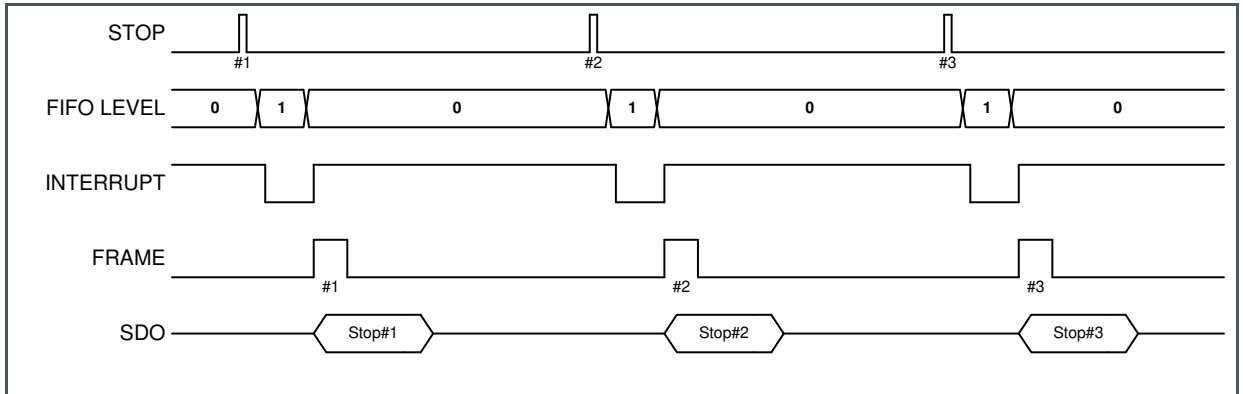 STOP
#1 #2 #3
FIFO LEVEL 0 1 0 1 0 1 0
INTERRUPT
FRAME
#1 #2 #3
SDO Stop#1 Stop#2 Stop#3